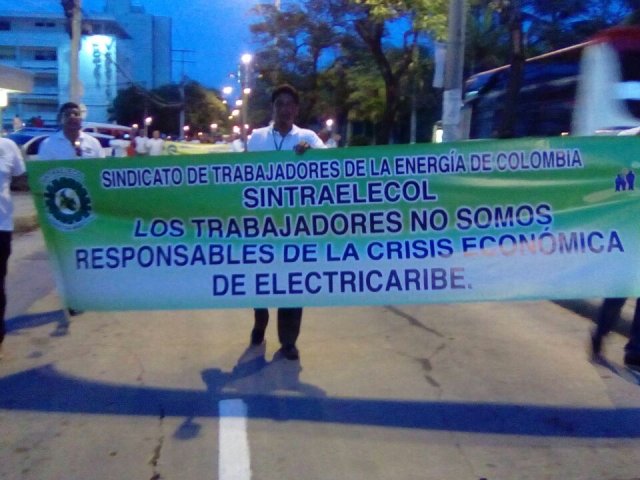 SINDICATO DE TRABAJADORES DE LA ENERGÍA DE COLOMBIA
SINTRAELECOL
LOS TRABAJADORES NO SOMOS
RESPONSABLES DE LA CRISIS ECONÓMICA
DE ELECTRICARIBE.